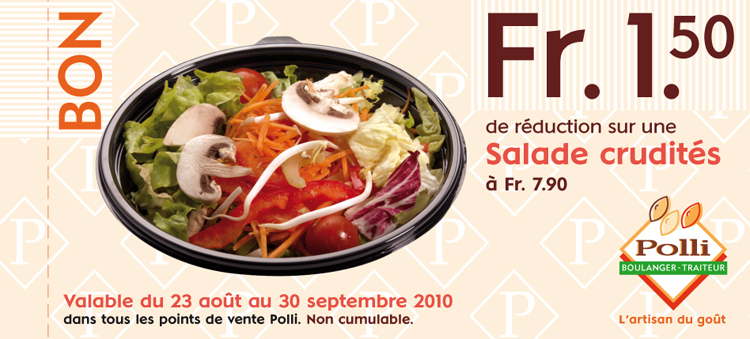 BON
Fr. 1.50
de réduction sur une
Salade crudités
à Fr. 7.90
Polli
BOULANGER-TRAITEUR
L'artisan du goût
Valable du 23 août au 30 septembre 2010
dans tous les points de vente Polli. Non cumulable.